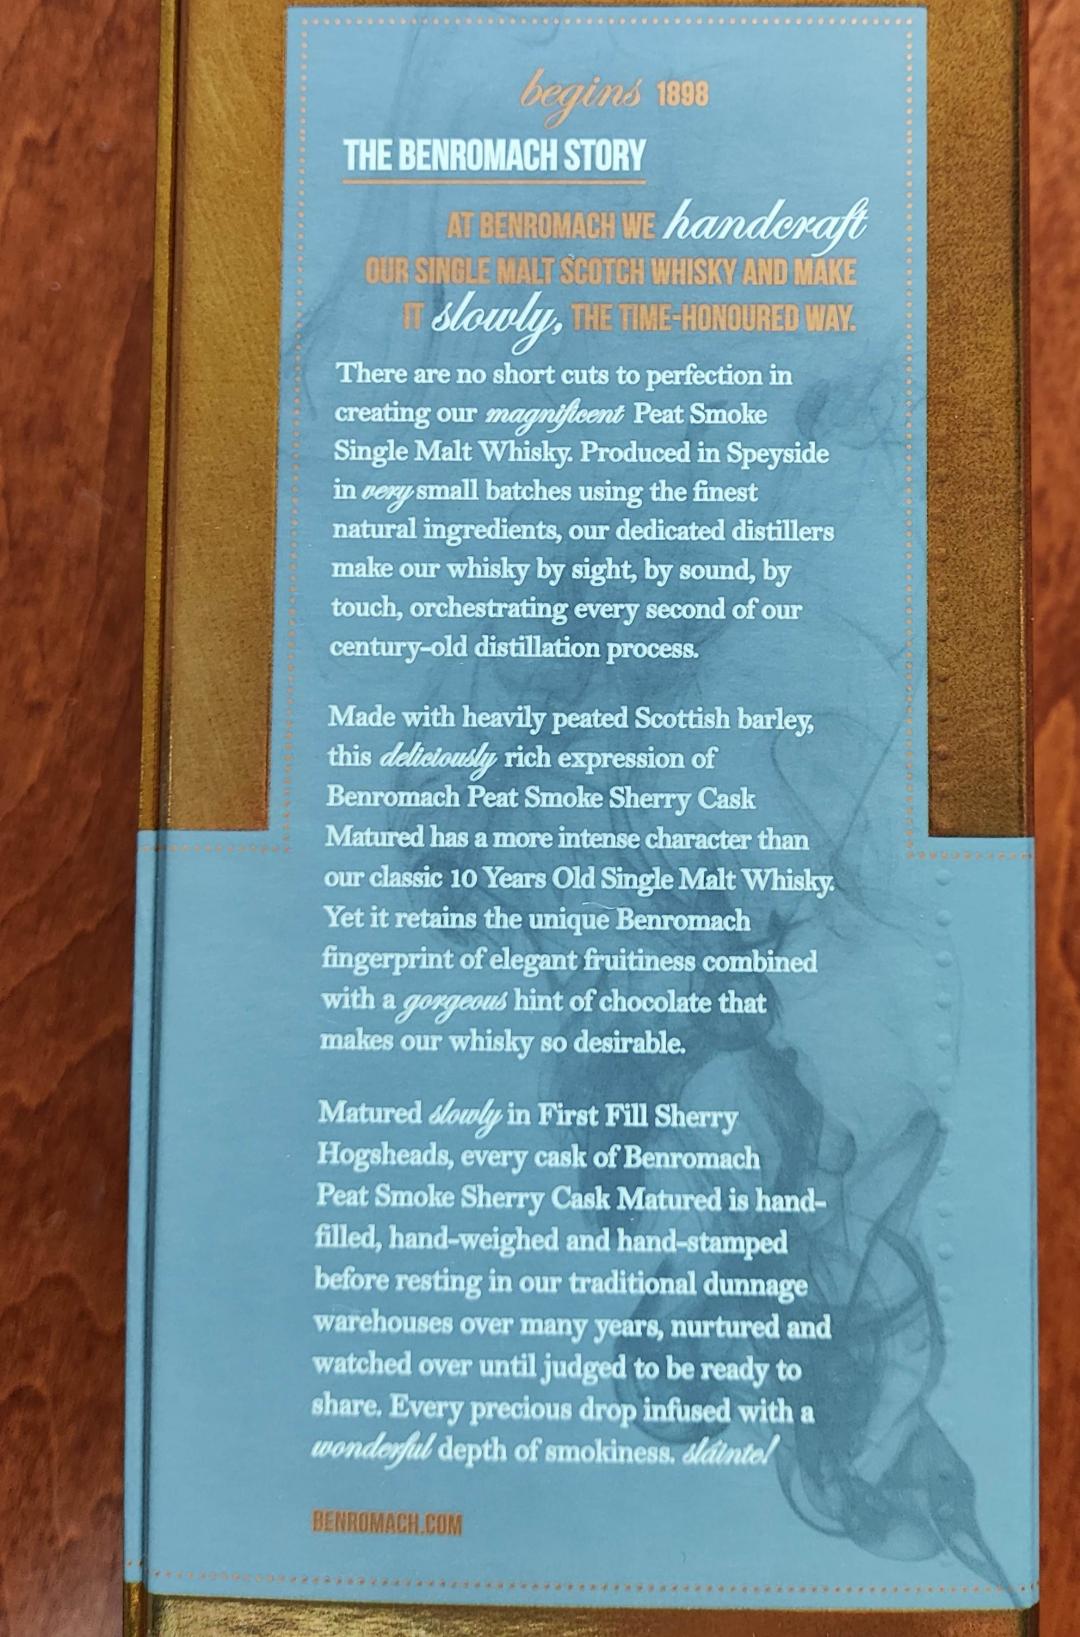 begins 1898
THE BENROMACH STORY
AT BENROMACH WE handcraft
OUR SINGLE MALT SCOTCH WHISKY AND MAKE
IT slowly, THE TIME-HONOURED WAY.
There are no short cuts to perfection in
creating our magnificent Peat Smoke
Single Malt Whisky. Produced in Speyside
in very small batches using the finest
natural ingredients, our dedicated distillers
make our whisky by sight, by sound, by
touch, orchestrating every second of our
century-old distillation process.
Made with heavily peated Scottish barley,
this deliciously rich expression of
Benromach Peat Smoke Sherry Cask
Matured has a more intense character than
our classic 10 Years Old Single Malt Whisky.
Yet it retains the unique Benromach
fingerprint of elegant fruitiness combined
with a gorgeous hint of chocolate that
makes our whisky so desirable.
Matured slowly in First Fill Sherry
Hogsheads, every cask of Benromach
Peat Smoke Sherry Cask Matured is hand-
filled, hand-weighed and hand-stamped
before resting in our traditional dunnage
warehouses over many years, nurtured and
watched over until judged to be ready to
share. Every precious drop infused with a
wonderful depth of smokiness. sláinte!
BENROMACH.COM